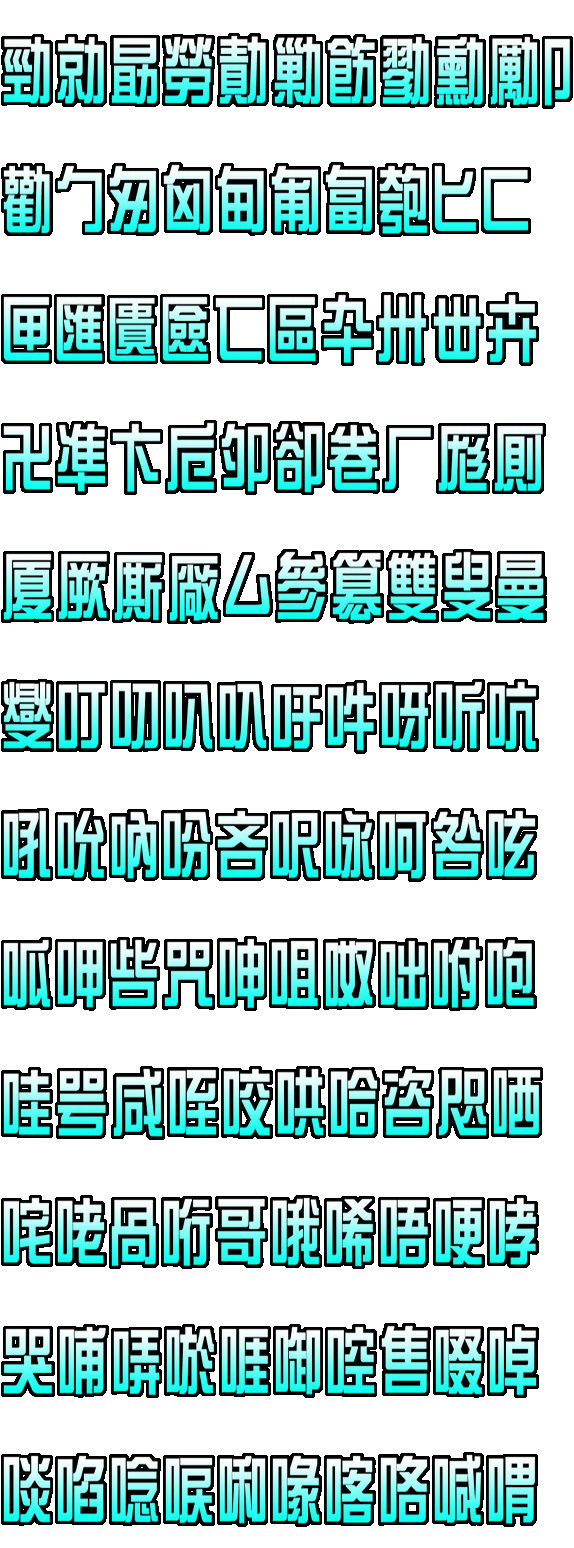 勁勍勗勞勣勦飭勠勳勵卩
勸勹匆匈甸匍匐匏匕匚
匣匯匱匳匸區卆卅丗卉
卍凖卞卮夘卻卷厂厖厠
厦厥厮厰厶參簒雙叟曼
燮叮叨叭叺吁吽呀听吭
吼吮吶吩吝呎咏呵咎呟
呱呷呰咒呻咀呶咄咐咆
哇咢咸咥咬哄哈咨咫哂
咤咾咼哘哥哦唏唔哽哮
哭哺哢唹啀啣啌售啜啅
啖啗唸唳啝喙喀咯喊喟